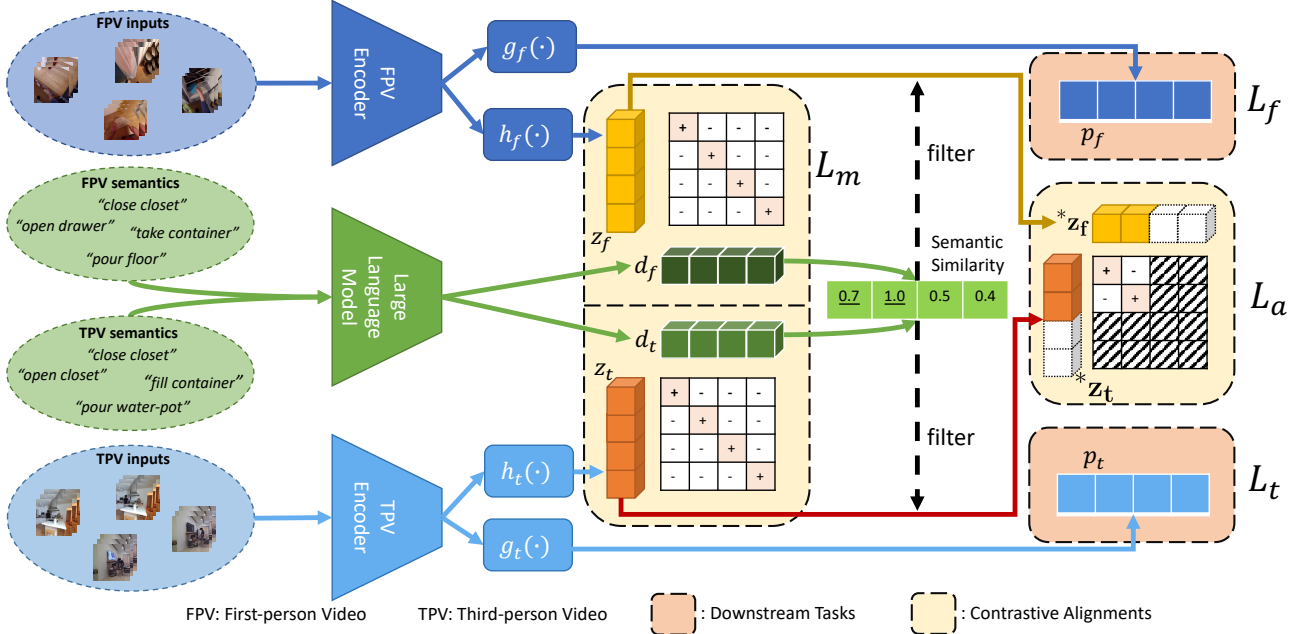 FPV inputs
FPV
Encoder
g_f(·)
h_f(·)
p_f
L_f
FPV semantics
"close closet"
"open drawer"
"take container"
"pour floor"
Large
Language
Model
TPV semantics
"close closet"
"open closet"
"fill container"
"pour water-pot"
TPV inputs
TPV
Encoder
h_t(·)
g_t(·)
z_f
+ - - -
- + - -
- - + -
- - - +
L_m
d_f
d_t
z_t
+ - - -
- + - -
- - + -
- - - +
filter
Semantic
Similarity
0.7 1.0 0.5 0.4
filter
*z_f
+ -
- +
*z_t
L_a
p_t
L_t
FPV: First-person Video
TPV: Third-person Video
: Downstream Tasks
: Contrastive Alignments